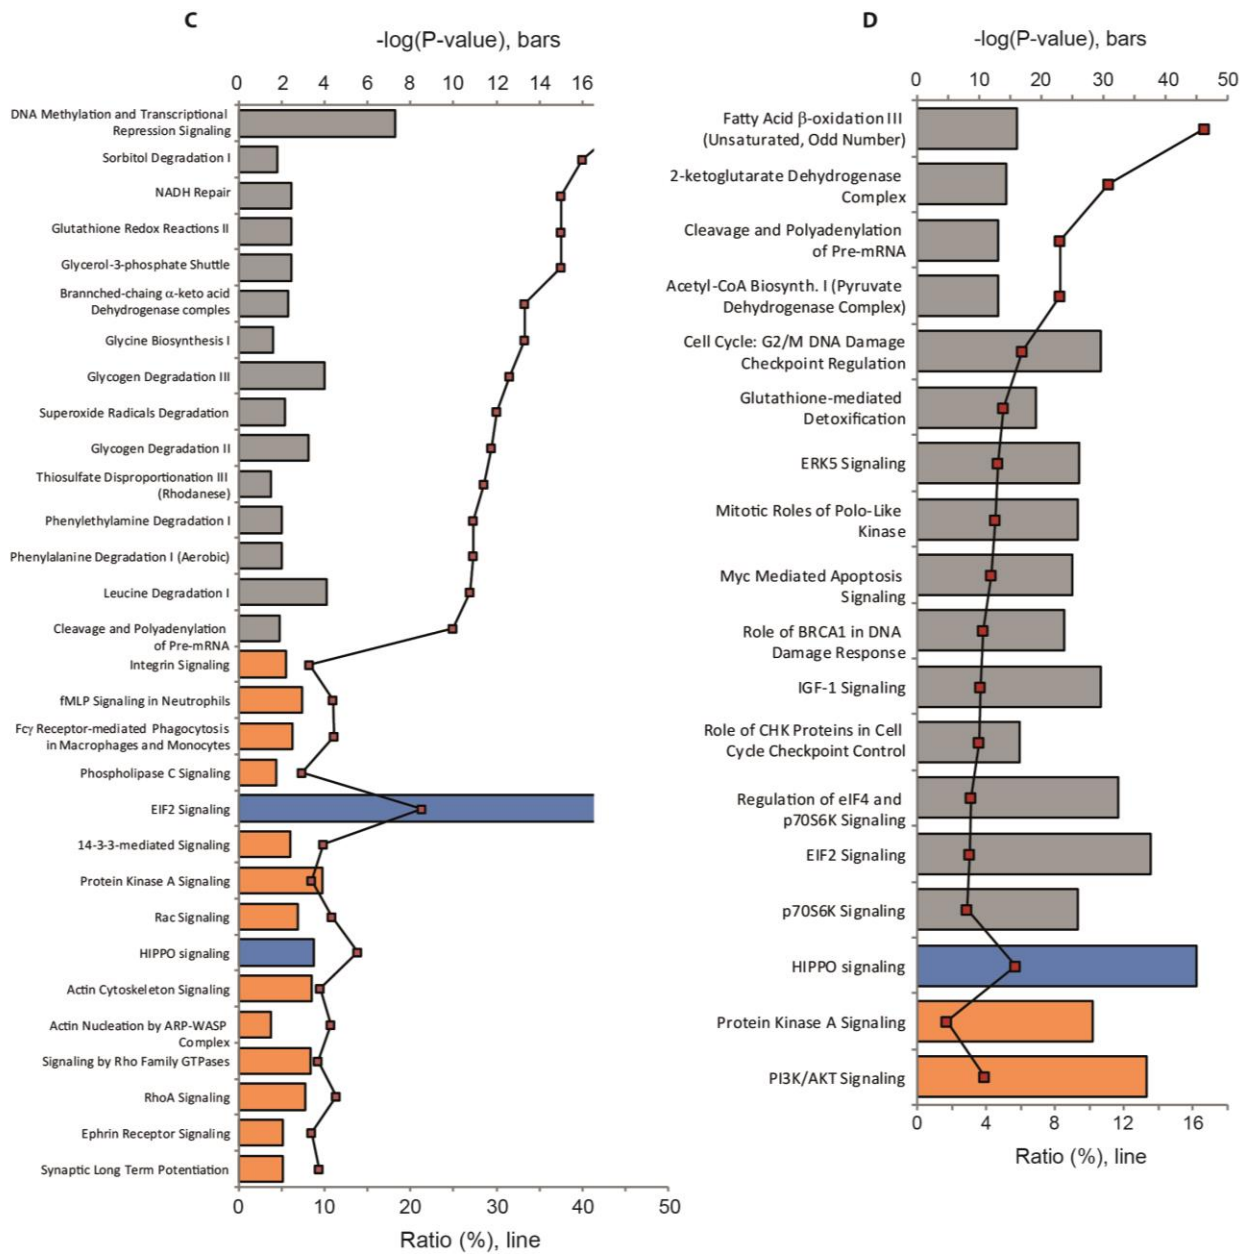 C
-log(P-value), bars
0 2 4 6 8 10 12 14 16
DNA Methylation and Transcriptional
Repression Signaling
Sorbitol Degradation I
NADH Repair
Glutathione Redox Reactions II
Glycerol-3-phosphate Shuttle
Brannched-chaing α-keto acid
Dehydrogenase comples
Glycine Biosynthesis I
Glycogen Degradation III
Superoxide Radicals Degradation
Glycogen Degradation II
Thiosulfate Disproportionation III
(Rhodanese)
Phenylethylamine Degradation I
Phenylalanine Degradation I (Aerobic)
Leucine Degradation I
Cleavage and Polyadenylation
of Pre-mRNA
Integrin Signaling
fMLP Signaling in Neutrophils
Fcγ Receptor-mediated Phagocytosis
in Macrophages and Monocytes
Phospholipase C Signaling
EIF2 Signaling
14-3-3-mediated Signaling
Protein Kinase A Signaling
Rac Signaling
HIPPO signaling
Actin Cytoskeleton Signaling
Actin Nucleation by ARP-WASP
Complex
Signaling by Rho Family GTPases
RhoA Signaling
Ephrin Receptor Signaling
Synaptic Long Term Potentiation
0 10 20 30 40 50
Ratio (%), line
D
-log(P-value), bars
0 10 20 30 40 50
Fatty Acid β-oxidation III
(Unsaturated, Odd Number)
2-ketoglutarate Dehydrogenase
Complex
Cleavage and Polyadenylation
of Pre-mRNA
Acetyl-CoA Biosynth. I (Pyruvate
Dehydrogenase Complex)
Cell Cycle: G2/M DNA Damage
Checkpoint Regulation
Glutathione-mediated
Detoxification
ERK5 Signaling
Mitotic Roles of Polo-Like
Kinase
Myc Mediated Apoptosis
Signaling
Role of BRCA1 in DNA
Damage Response
IGF-1 Signaling
Role of CHK Proteins in Cell
Cycle Checkpoint Control
Regulation of eIF4 and
p70S6K Signaling
EIF2 Signaling
p70S6K Signaling
HIPPO signaling
Protein Kinase A Signaling
PI3K/AKT Signaling
0 4 8 12 16
Ratio (%), line